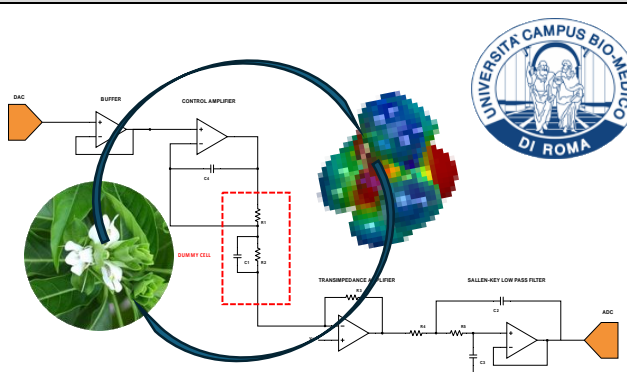 UNIVERSITÀ CAMPUS BIO-MEDICO
DI ROMA
DAC
BUFFER
CONTROL AMPLIFIER
C4
R1
DUMMY CELL
C1
R2
TRANSIMPEDANCE AMPLIFIER
SALLEN-KEY LOW PASS FILTER
R3
C2
ADC
R4
R5
C3